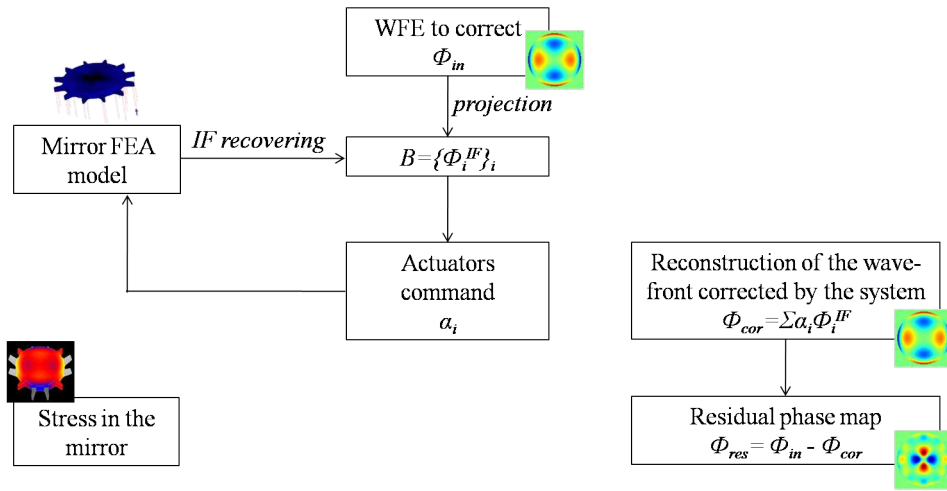 WFE to correct
Φin
projection
Mirror FEA
model
IF recovering
B={ΦiIF}i
Actuators
command
αi
Reconstruction of the wave-
front corrected by the system
Φcor=ΣαiΦiIF
Stress in the
mirror
Residual phase map
Φres= Φin - Φcor